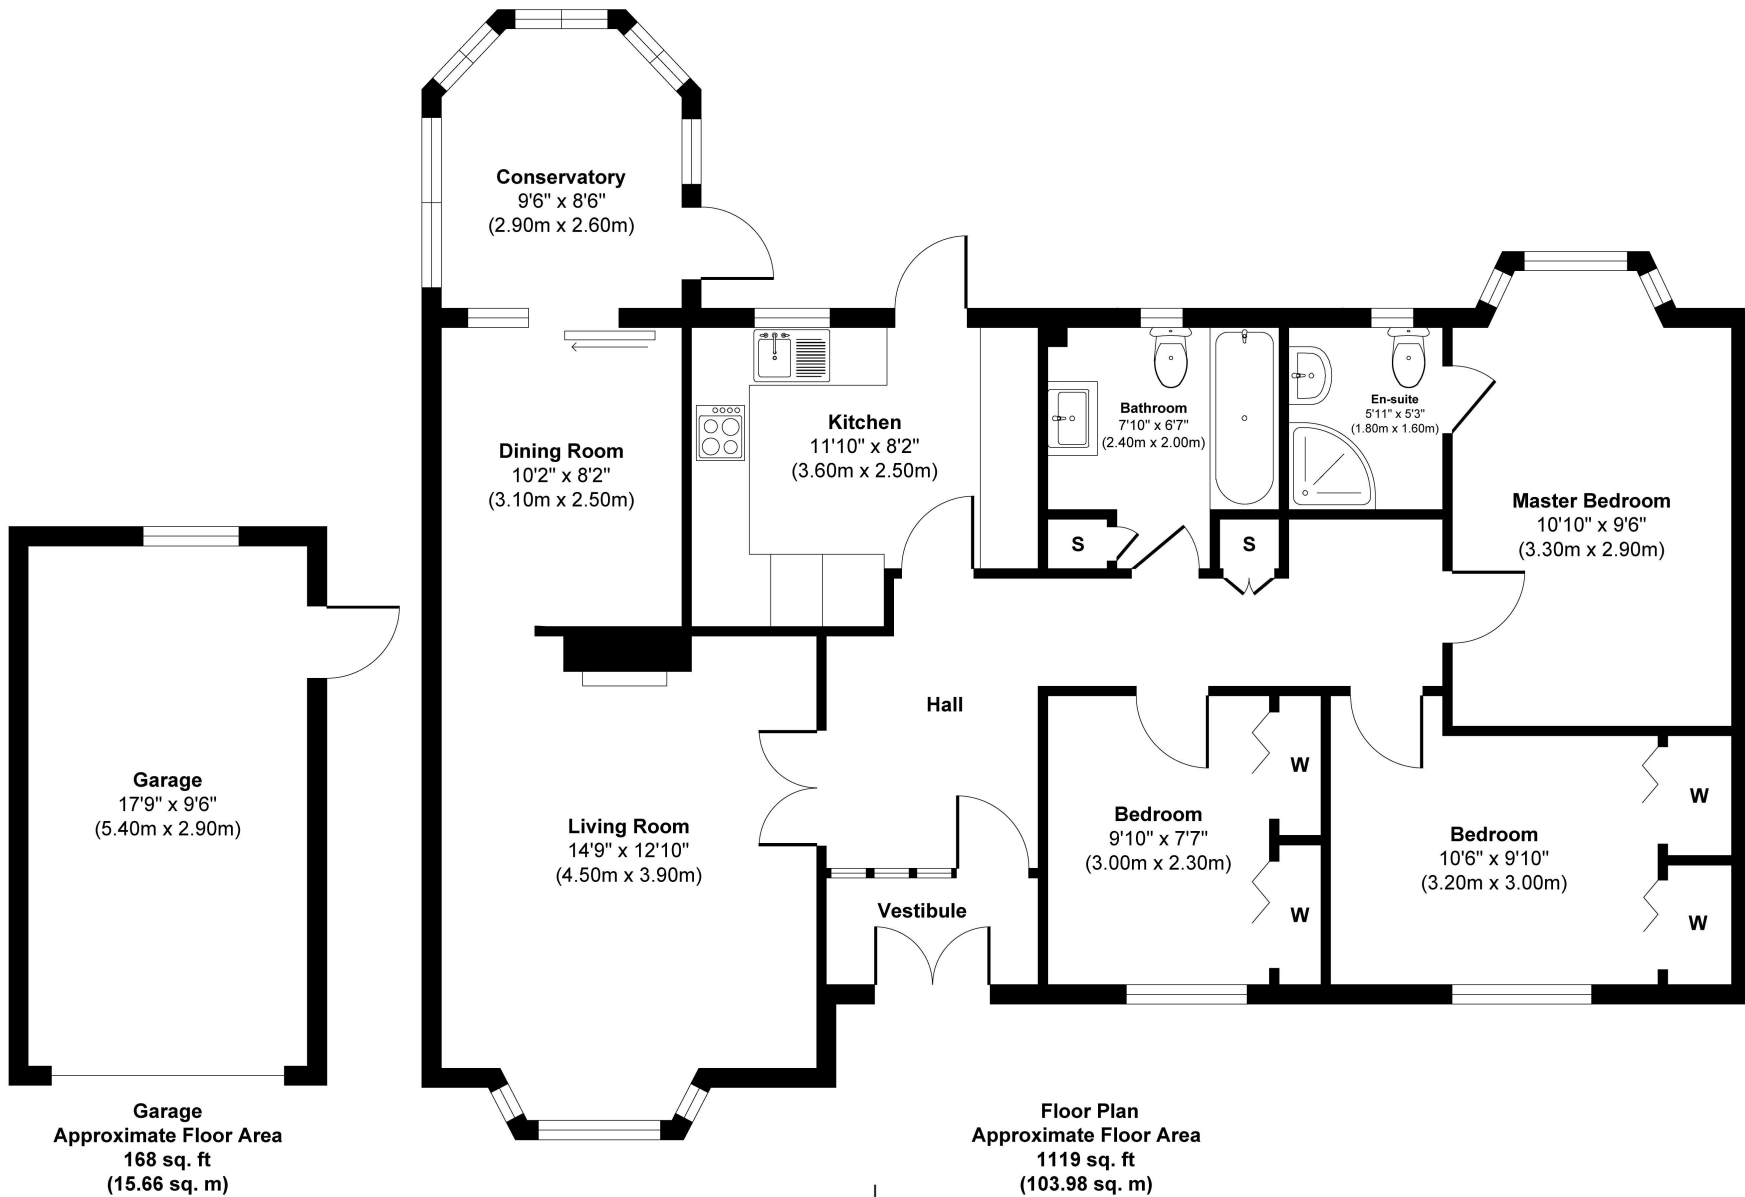 Conservatory
9'6" x 8'6"
(2.90m x 2.60m)
Dining Room
10'2" x 8'2"
(3.10m x 2.50m)
Kitchen
11'10" x 8'2"
(3.60m x 2.50m)
Bathroom
7'10" x 6'7"
(2.40m x 2.00m)
En-suite
5'11" x 5'3"
(1.80m x 1.60m)
Master Bedroom
10'10" x 9'6"
(3.30m x 2.90m)
S
S
Garage
17'9" x 9'6"
(5.40m x 2.90m)
Living Room
14'9" x 12'10"
(4.50m x 3.90m)
Hall
Vestibule
Bedroom
9'10" x 7'7"
(3.00m x 2.30m)
W
W
Bedroom
10'6" x 9'10"
(3.20m x 3.00m)
W
W
Garage
Approximate Floor Area
168 sq. ft
(15.66 sq. m)
Floor Plan
Approximate Floor Area
1119 sq. ft
(103.98 sq. m)